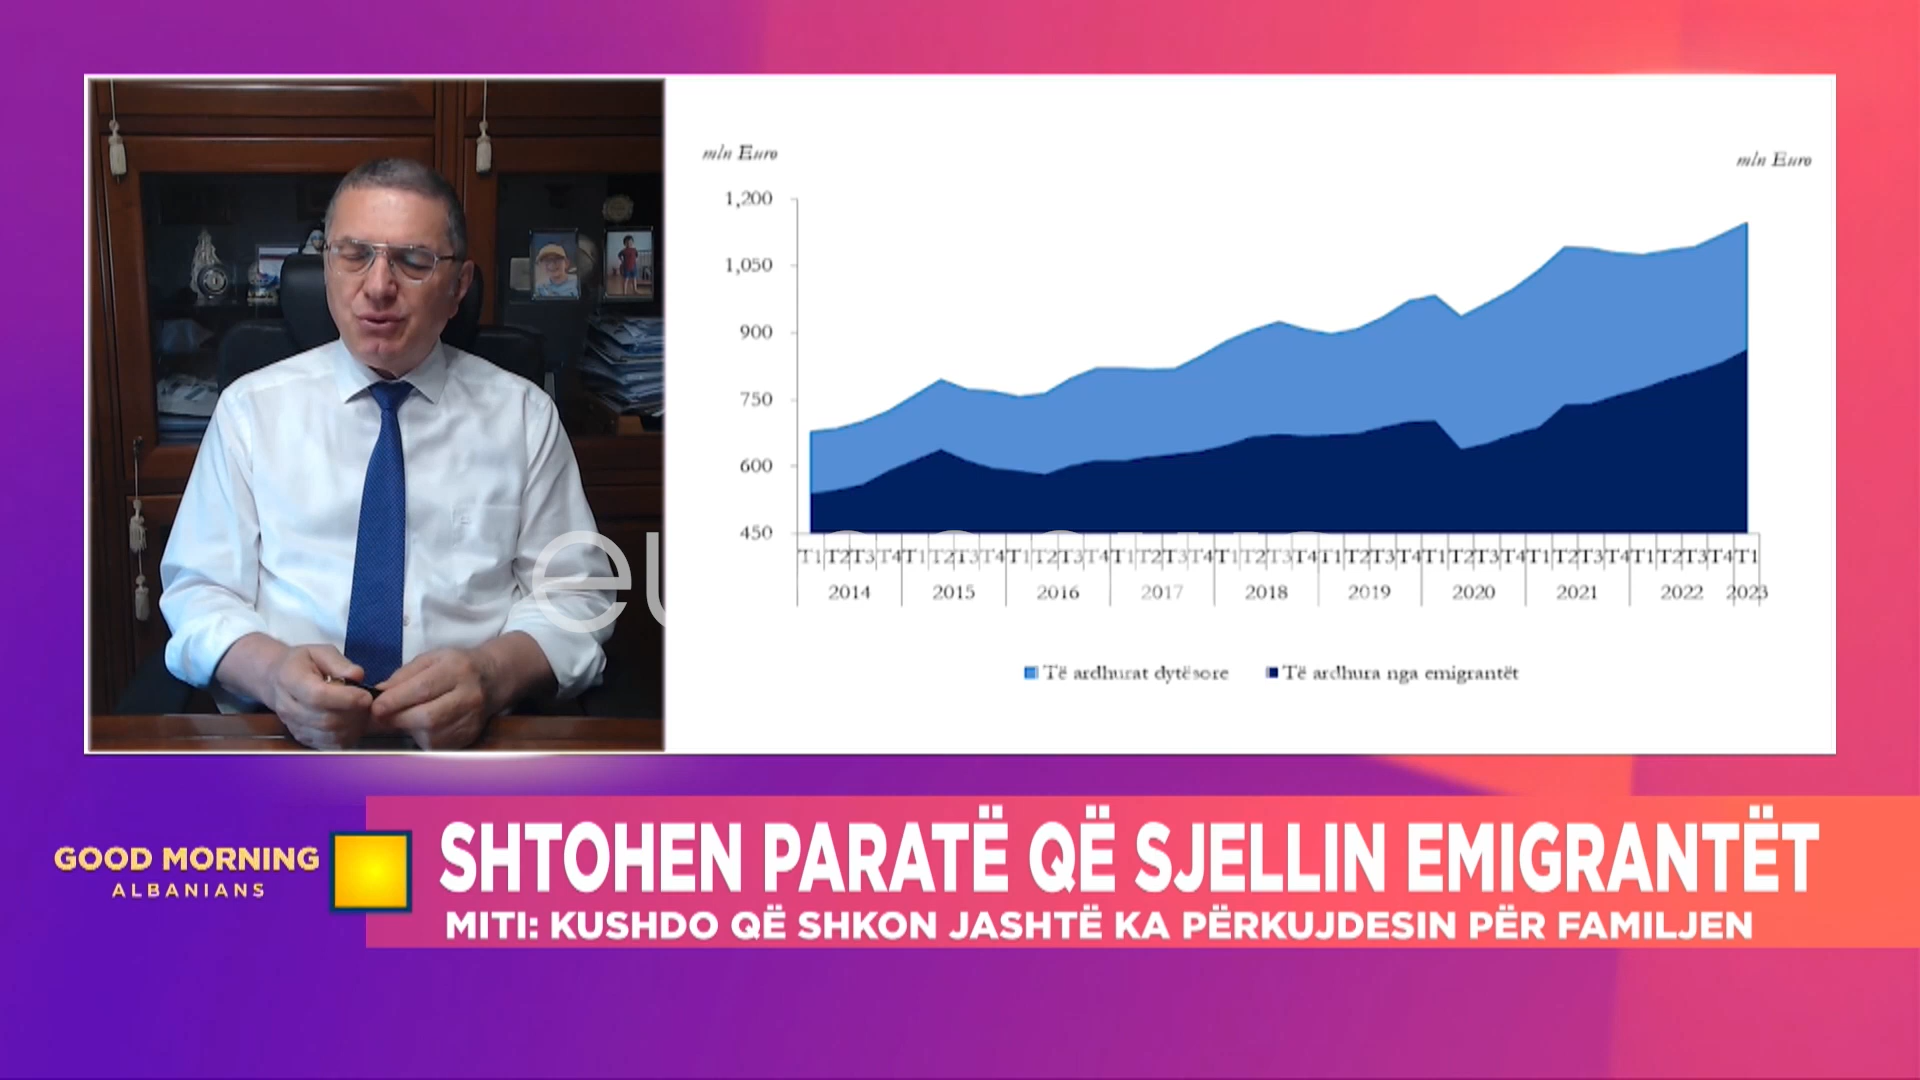 mln Euro
mln Euro
1,200
1,050
900
750
600
450
T1 T2 T3 T4 T1 T2 T3 T4 T1 T2 T3 T4 T1 T2 T3 T4 T1 T2 T3 T4 T1 T2 T3 T4 T1 T2 T3 T4 T1 T2 T3 T4 T1 T2 T3 T4 T1
2014 2015 2016 2017 2018 2019 2020 2021 2022 2023
Të ardhurat dytësore Të ardhura nga emigrantët
GOOD MORNING
ALBANIANS
SHTOHEN PARATË QË SJELLIN EMIGRANTËT
MITI: KUSHDO QË SHKON JASHTË KA PËRKUJDESIN PËR FAMILJEN